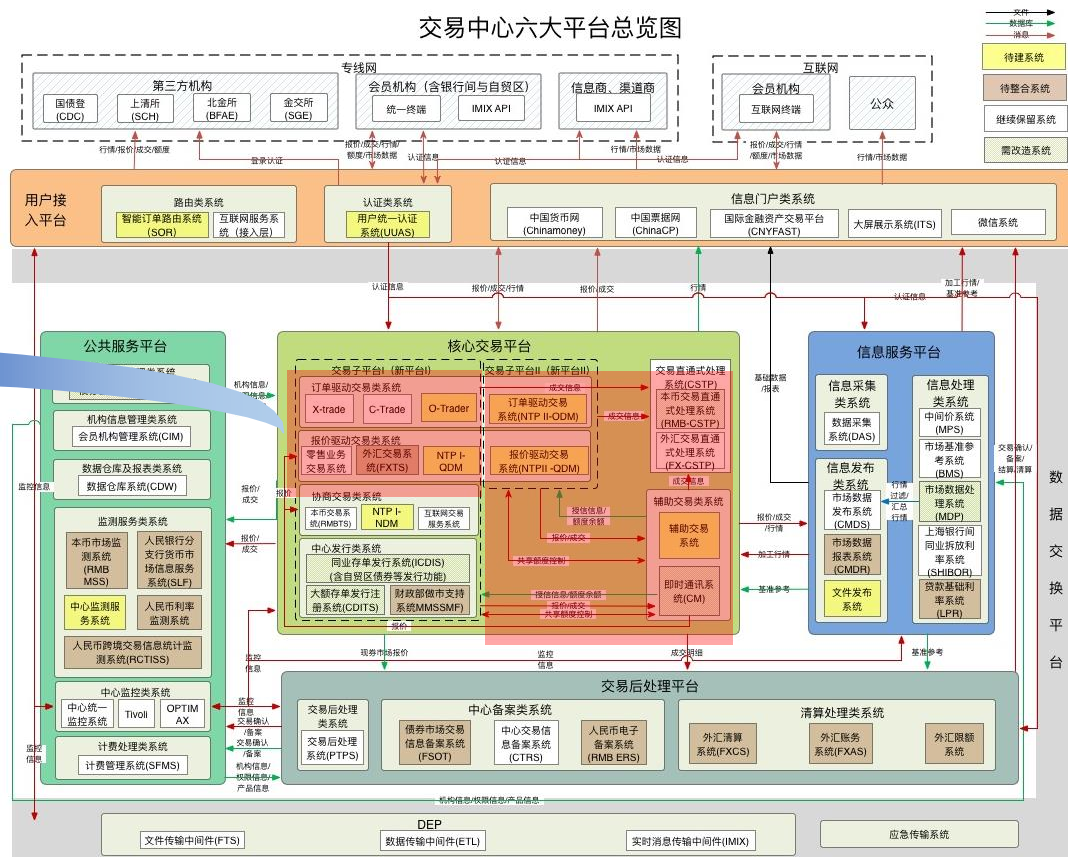 交易中心六大平台总览图
文件
数据库
消息
待建系统
待整合系统
继续保留系统
需改造系统
专线网
第三方机构
国债登
(CDC)
上清所
(SCH)
北金所
(BFAE)
金交所
(SGE)
会员机构（含银行间与自贸区）
统一终端
IMIX API
信息商、渠道商
IMIX API
互联网
会员机构
互联网终端
公众
行情/报价/成交/额度
登录认证
报价/成交/行情/
额度/市场数据
认证信息
认证信息
行情/市场数据
认证信息
报价/成交/行情
/额度/市场数据
行情/市场数据
用户接
入平台
路由类系统
智能订单路由系统
(SOR)
互联网服务系
统（接入层）
认证类系统
用户统一认证
系统(UUAS)
信息门户类系统
中国货币网
(Chinamoney)
中国票据网
(ChinaCP)
国际金融资产交易平台
(CNYFAST)
大屏展示系统(ITS)
微信系统
认证信息
报价/成交/行情
报价/成交
行情
加工行情/
基准参考
认证信息
公共服务平台
机构信息管理类系统
会员机构管理系统(CIM)
数据仓库及报表类系统
数据仓库系统(CDW)
监测服务类系统
本币市场监
测系统(RMB
MSS)
人民银行分
支行货币市
场信息服务
系统(SLF)
中心监测服
务系统
人民币利率
监测系统
人民币跨境交易信息统计监
测系统(RCTISS)
中心监控类系统
中心统一
监控系统
Tivoli
OPTIM
AX
计费处理类系统
计费管理系统(SFMS)
监控信息
监控
信息
机构信息/
报价/
成交
报价
报价/
成交
核心交易平台
交易子平台I（新平台I）
订单驱动交易类系统
X-trade
C-Trade
O-Trader
报价驱动交易类系统
零售业务
交易系统
外汇交易系
统(FXTS)
NTP I-
QDM
协商交易类系统
本币交易系
统(RMBTS)
NTP I-
NDM
互联网交易
服务系统
中心发行类系统
同业存单发行系统(ICDIS)
(含自贸区债券等发行功能)
大额存单发行注
册系统(CDITS)
财政部做市支
持系统MMSSMF)
交易子平台II（新平台II）
订单驱动交易
系统(NTP II-ODM)
报价驱动交易
系统(NTPII -QDM)
成交信息
成交信息
成交信息
授信信息/
额度余额
报价/成交
共享额度控制
授信信息/额度余额
报价/成交
共享额度控制
报价
交易直通式处理
系统(CSTP)
本币交易直通
式处理系统
(RMB-CSTP)
外汇交易直通
式处理系统
(FX-CSTP)
辅助交易类系统
辅助交易
系统
即时通讯系
统(CM)
基础数据
/报表
报价/成交
/行情
加工行情
基准参考
信息服务平台
信息采集
类系统
数据采集
系统(DAS)
信息发布
类系统
市场数据
发布系统
(CMDS)
市场数据
报表系统
(CMDR)
文件发布
系统
行情
过滤/
汇总
行情
信息处理
类系统
中间价系统
(MPS)
市场基准参
考系统
(BMS)
市场数据处
理系统
(MDP)
上海银行间
同业拆放利
率系统
(SHIBOR)
贷款基础利
率系统
(LPR)
交易确认/
备案/
结算/清算
数据交换平台
监控
信息
现券市场报价
监控
信息
成交明细
基准参考
监控
信息
交易确认
/备案
交易确认
/备案
机构信息/
权限信息/
产品信息
交易后处理平台
交易后处理
类系统
交易后处理
系统(PTPS)
中心备案类系统
债券市场交易
信息备案系统
(FSOT)
中心交易信
息备案系统
(CTRS)
人民币电子
备案系统
(RMB ERS)
清算处理类系统
外汇清算
系统(FXCS)
外汇账务
系统(FXAS)
外汇限额
系统
机构信息/权限信息/产品信息
DEP
文件传输中间件(FTS)
数据传输中间件(ETL)
实时消息传输中间件(IMIX)
应急传输系统